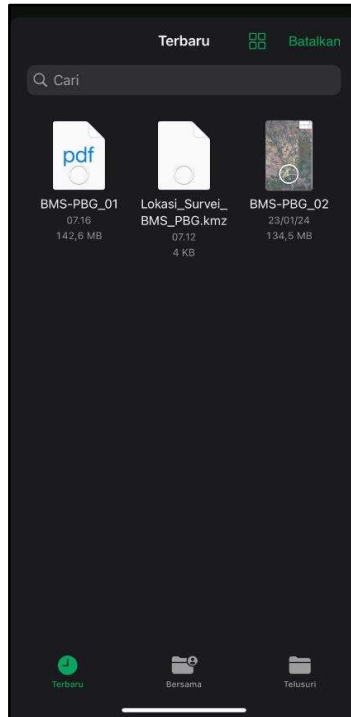 Terbaru
Batalkan
Cari
pdf
BMS-PBG_01
07.16
142,6 MB
Lokasi_Survei_
BMS_PBG.kmz
07.12
4 KB
BMS-PBG_02
23/01/24
134,5 MB
Terbaru
Bersama
Telusuri